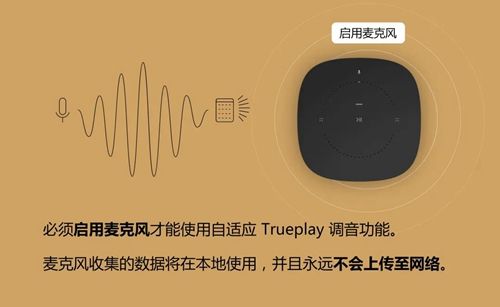 启用麦克风
必须启用麦克风才能使用自适应 Trueplay 调音功能。
麦克风收集的数据将在本地使用，并且永远不会上传至网络。